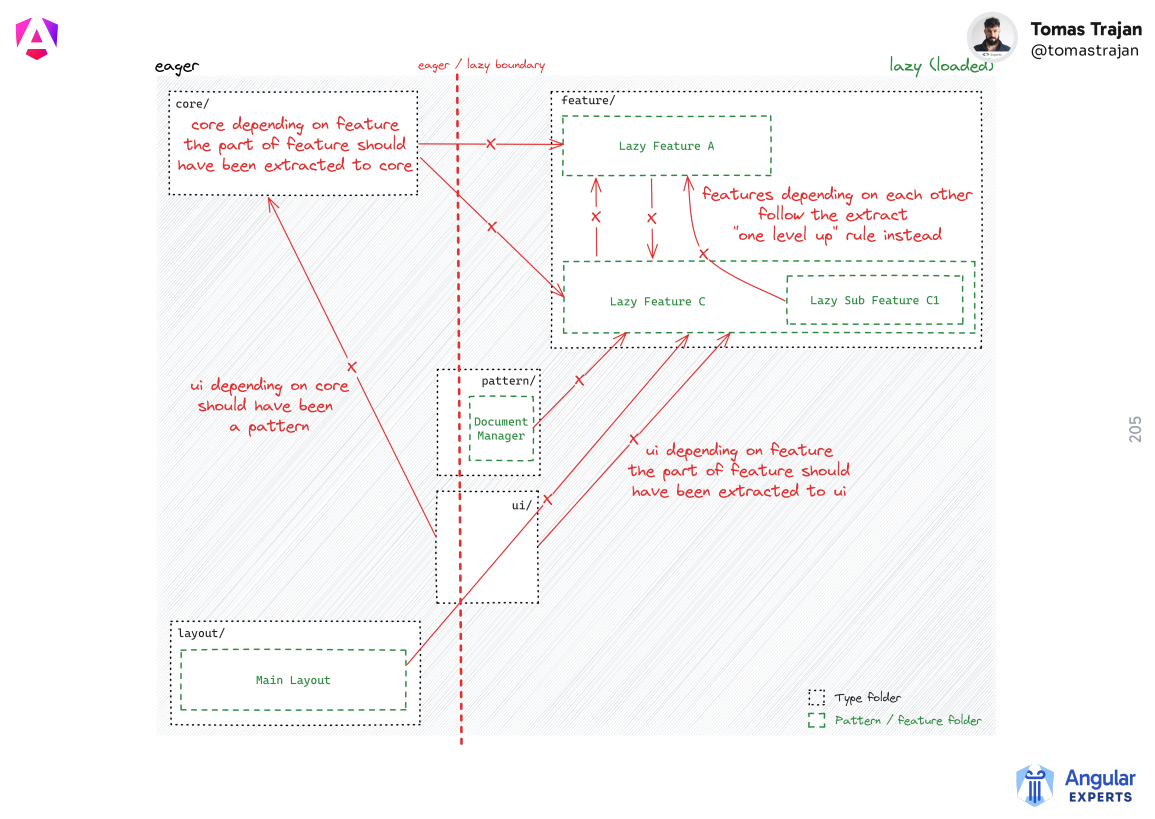 Tomas Trajan
@tomastrajan
eager
eager / lazy boundary
lazy (loaded)
core/
core depending on feature
the part of feature should
have been extracted to core
feature/
Lazy Feature A
features depending on each other
follow the extract
"one level up" rule instead
Lazy Feature C
Lazy Sub Feature C1
x
x
x
x
x
x
x
x
x
ui depending on core
should have been
a pattern
pattern/
Document
Manager
ui/
ui depending on feature
the part of feature should
have been extracted to ui
layout/
Main Layout
Type folder
Pattern / feature folder
205
Angular
EXPERTS